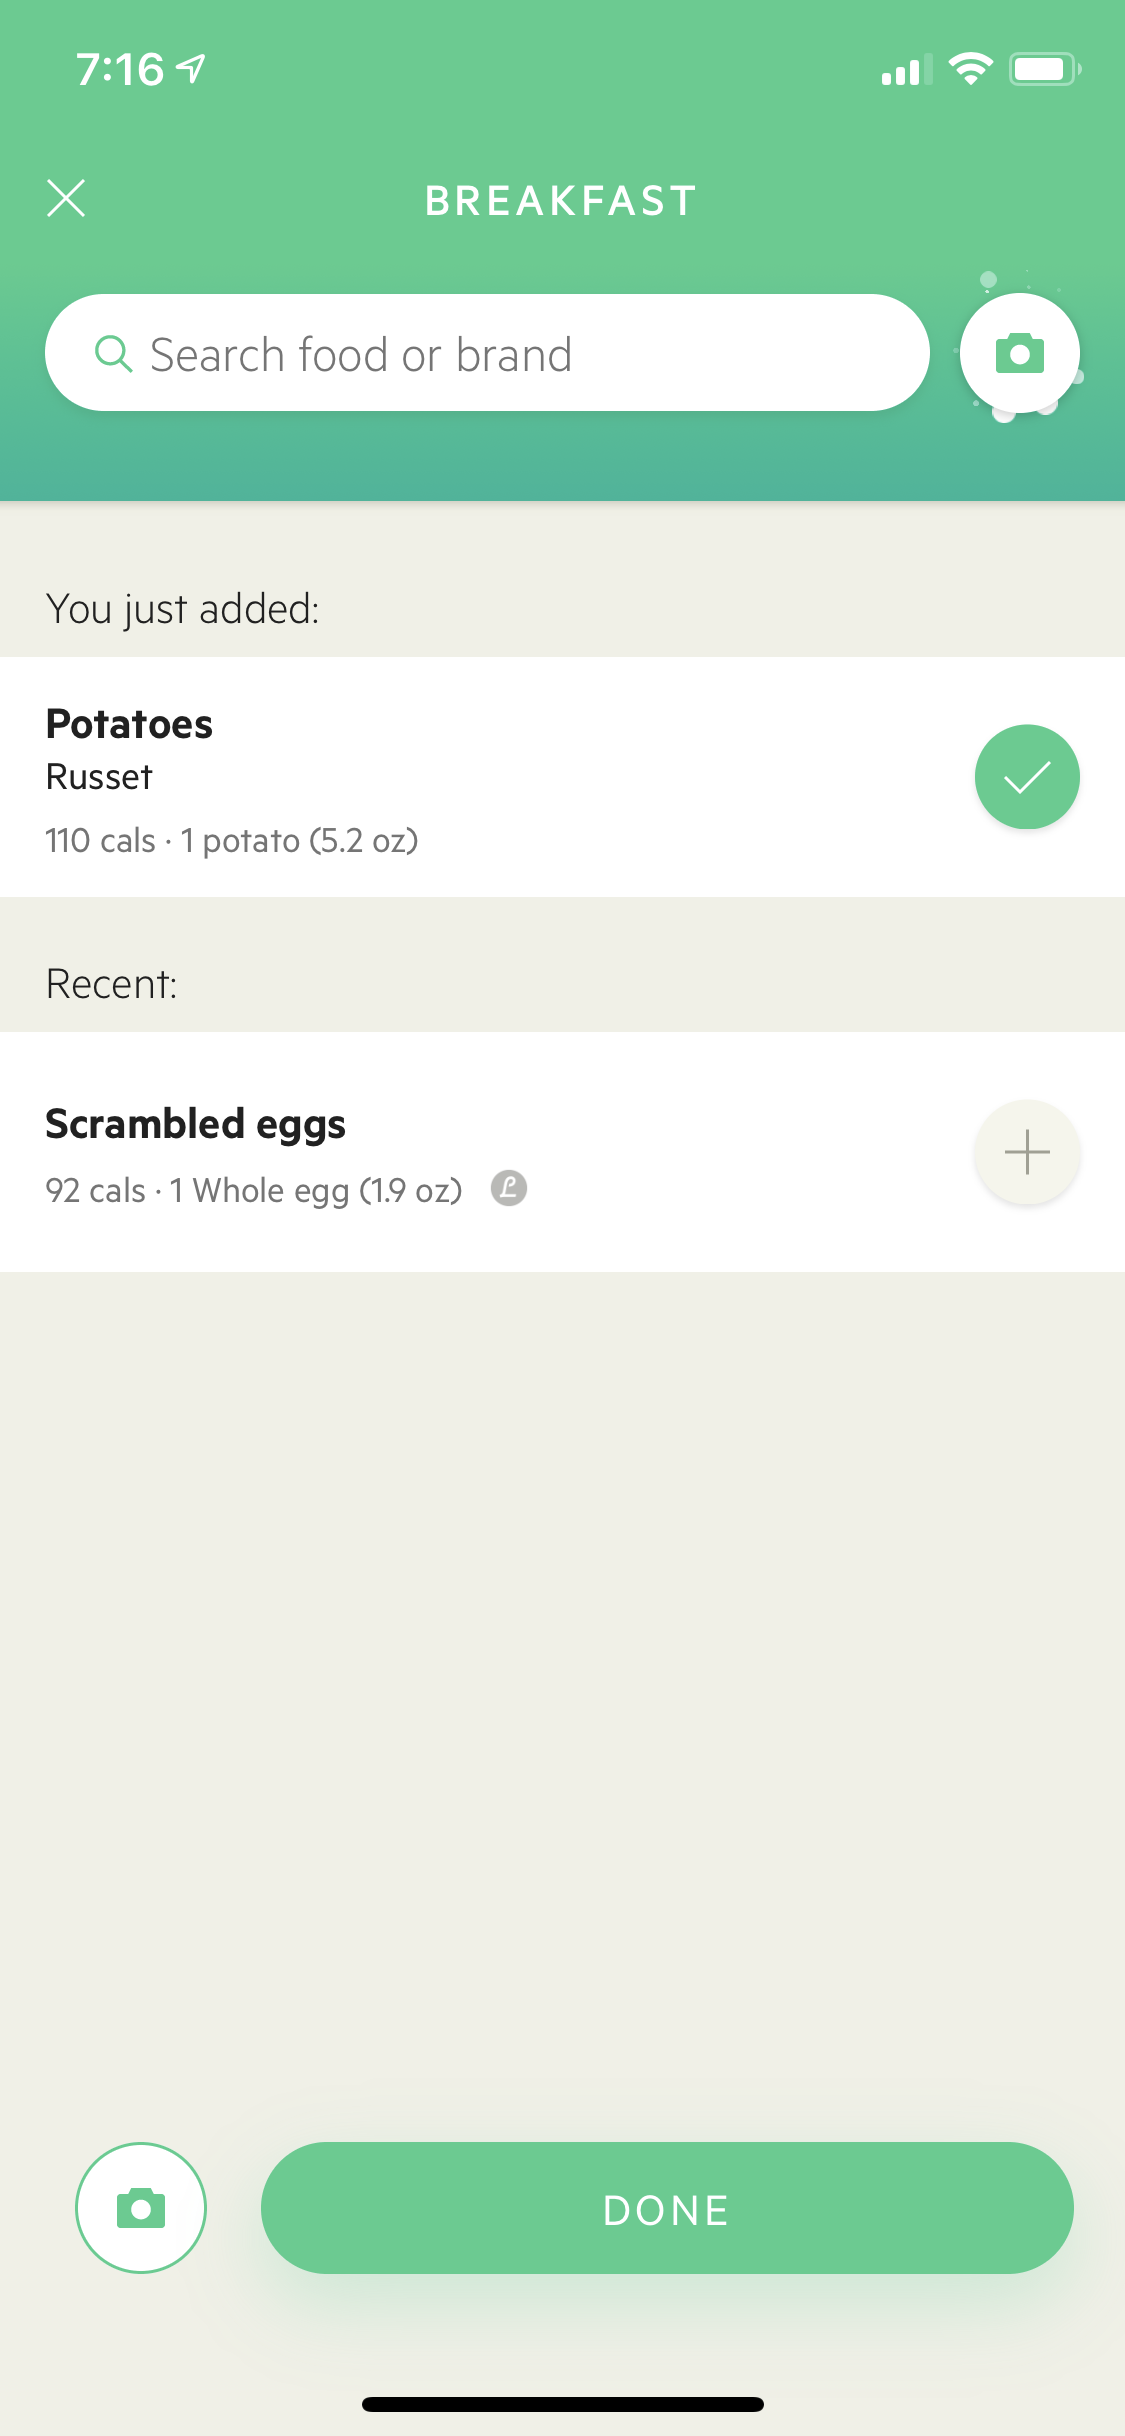 7:16
BREAKFAST
Search food or brand
You just added:
Potatoes
Russet
110 cals · 1 potato (5.2 oz)
Recent:
Scrambled eggs
92 cals · 1 Whole egg (1.9 oz) L
DONE